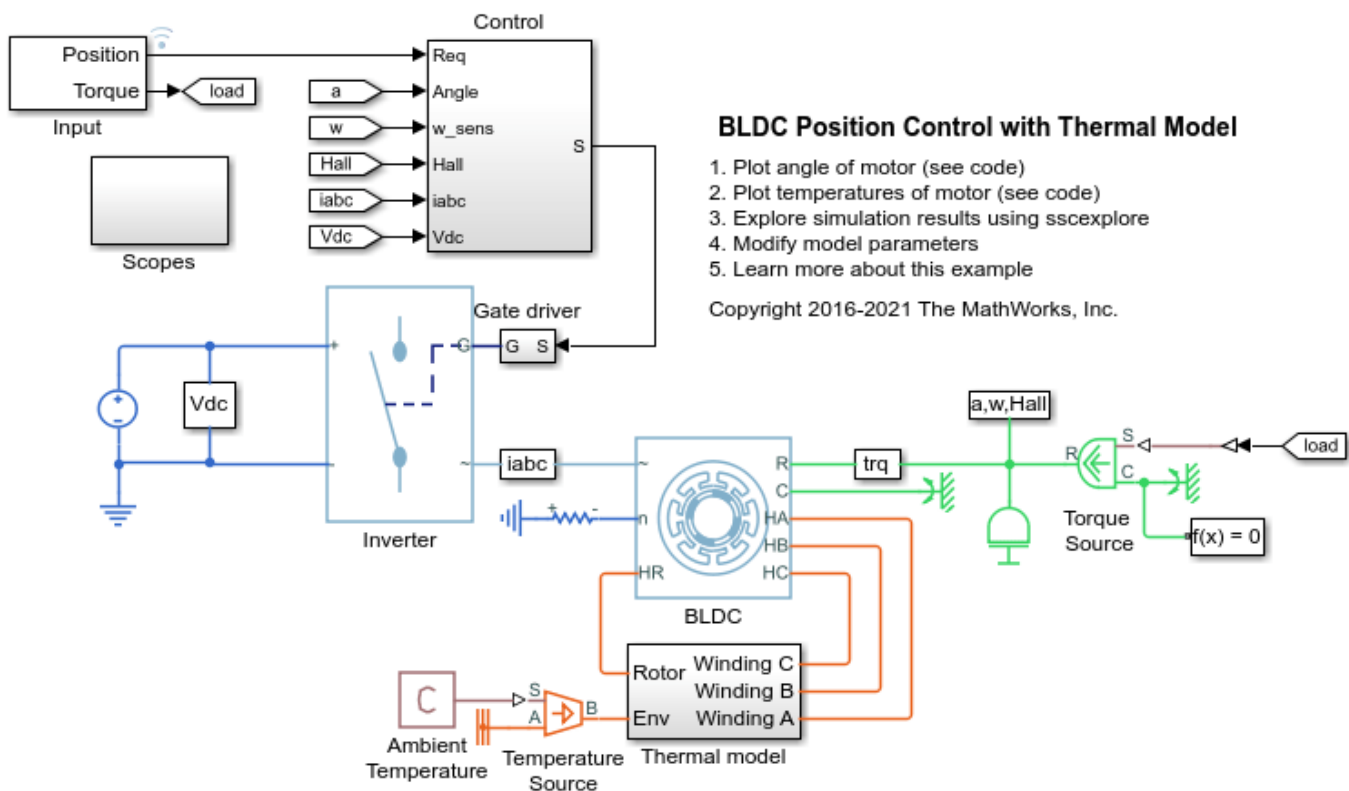 Control
Position
Torque
Input
load
Req
Angle
w_sens
Hall
iabc
Vdc
S
a
w
Hall
iabc
Vdc
Scopes
BLDC Position Control with Thermal Model
1. Plot angle of motor (see code)
2. Plot temperatures of motor (see code)
3. Explore simulation results using sscexplore
4. Modify model parameters
5. Learn more about this example
Copyright 2016-2021 The MathWorks, Inc.
Gate driver
G S
+
-
Vdc
+
-
G
~
Inverter
iabc
+ -
~
n
HR
R
C
HA
HB
HC
BLDC
trq
a,w,Hall
R
S
C
load
Torque
Source
f(x) = 0
Rotor
Env
Winding C
Winding B
Winding A
Thermal model
C
Ambient
Temperature
S
A
B
Temperature
Source